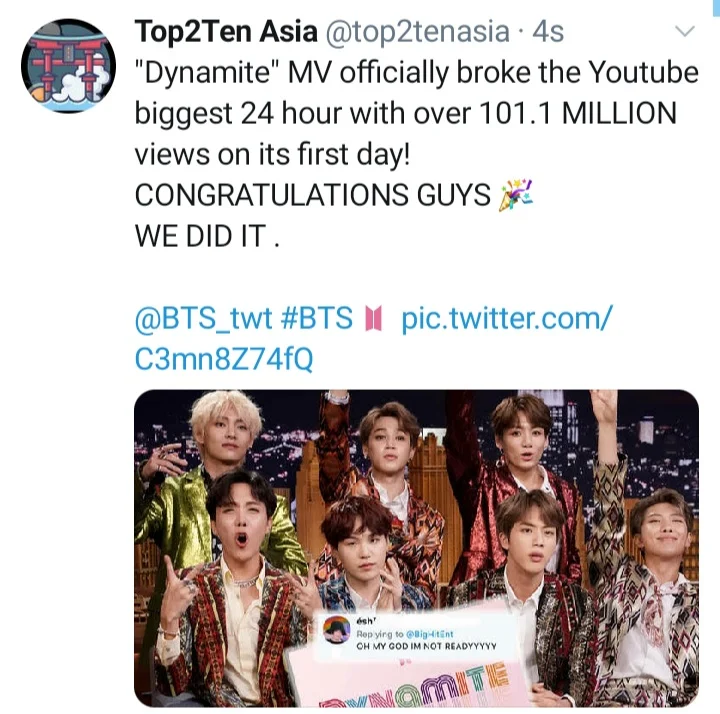 Top2Ten Asia @top2tenasia · 4s
"Dynamite" MV officially broke the Youtube
biggest 24 hour with over 101.1 MILLION
views on its first day!
CONGRATULATIONS GUYS 🎉
WE DID IT .
@BTS_twt #BTS pic.twitter.com/
C3mn8Z74fQ
ésh'
Replying to @BigHitEnt
OH MY GOD IM NOT READYYYYY
DYNAMITE